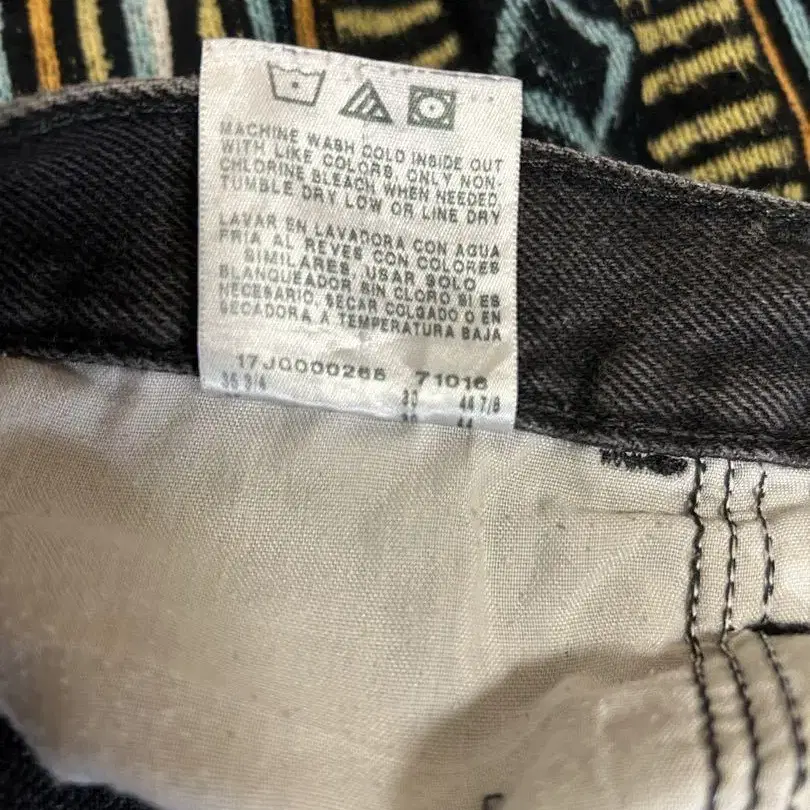 MACHINE WASH COLD INSIDE OUT
WITH LIKE COLORS, ONLY NON-
CHLORINE BLEACH WHEN NEEDED,
TUMBLE DRY LOW OR LINE DRY
LAVAR EN LAVADORA CON AGUA
FRIA AL REVES CON COLORES
SIMILARES, USAR SOLO
BLANQUEADOR SIN CLORO SI ES
NECESARIO, SECAR COLGADO O EN
SECADORA A TEMPERATURA BAJA
71016
44 7/8